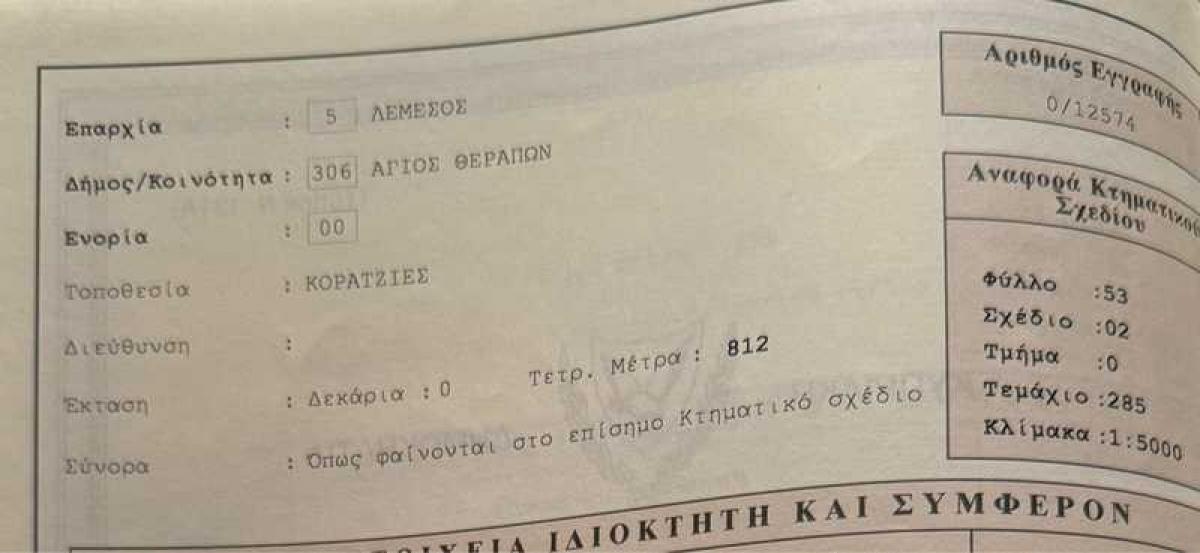 Επαρχία : 5 ΛΕΜΕΣΟΣ
Δήμος/Κοινότητα : 306 ΑΓΙΟΣ ΘΕΡΑΠΩΝ
Ενορία : 00
Τοποθεσία : ΚΟΡΑΤΖΙΕΣ
Διεύθυνση :
Έκταση : Δεκάρια : 0 Τετρ. Μέτρα : 812
Σύνορα : Όπως φαίνονται στο επίσημο Κτηματικό σχέδιο
Αριθμός Εγγραφής
0/12574
Αναφορά Κτηματικού
Σχεδίου
Φύλλο :53
Σχέδιο :02
Τμήμα :0
Τεμάχιο :285
Κλίμακα :1:5000
ΙΔΙΟΚΤΗΤΗ ΚΑΙ ΣΥΜΦΕΡΟΝ